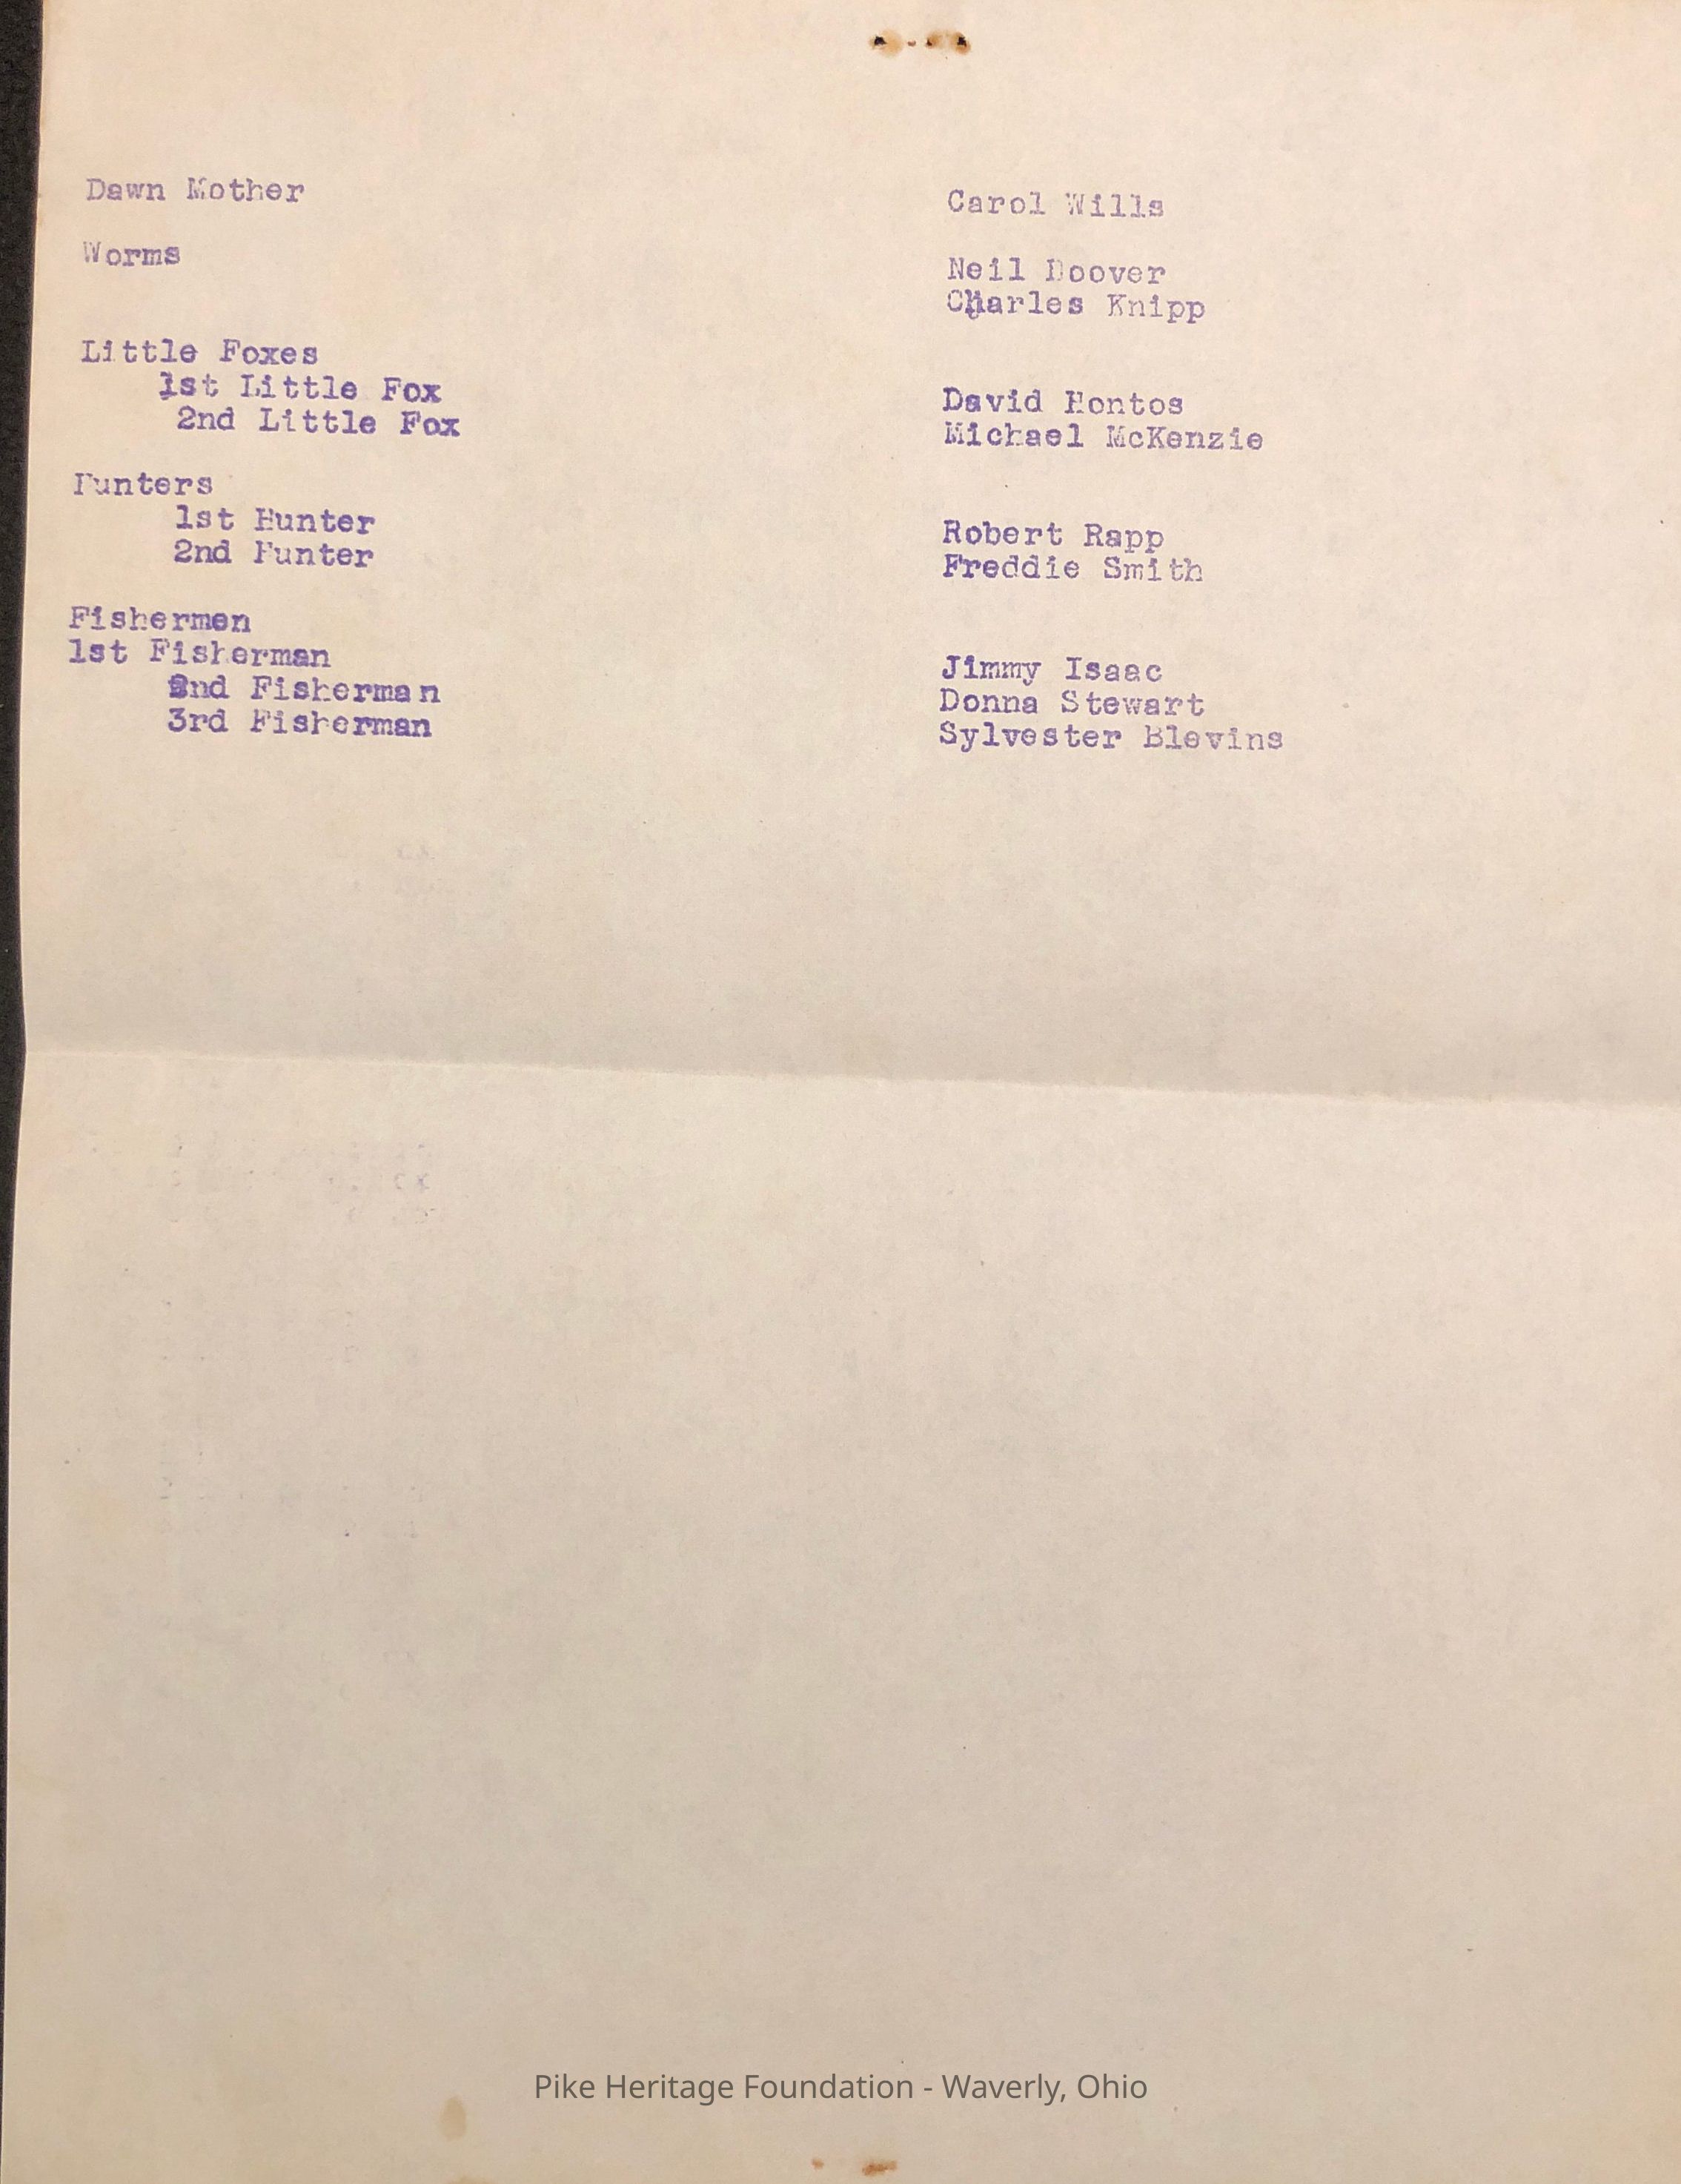 Dawn Mother
Carol Wills
Worms
Neil Doover
Charles Knipp
Little Foxes
1st Little Fox
David Hontos
2nd Little Fox
Michael McKenzie
Hunters
1st Hunter
Robert Rapp
2nd Hunter
Freddie Smith
Fishermen
1st Fisherman
Jimmy Isaac
2nd Fisherman
Donna Stewart
3rd Fisherman
Sylvester Blevins
Pike Heritage Foundation - Waverly, Ohio